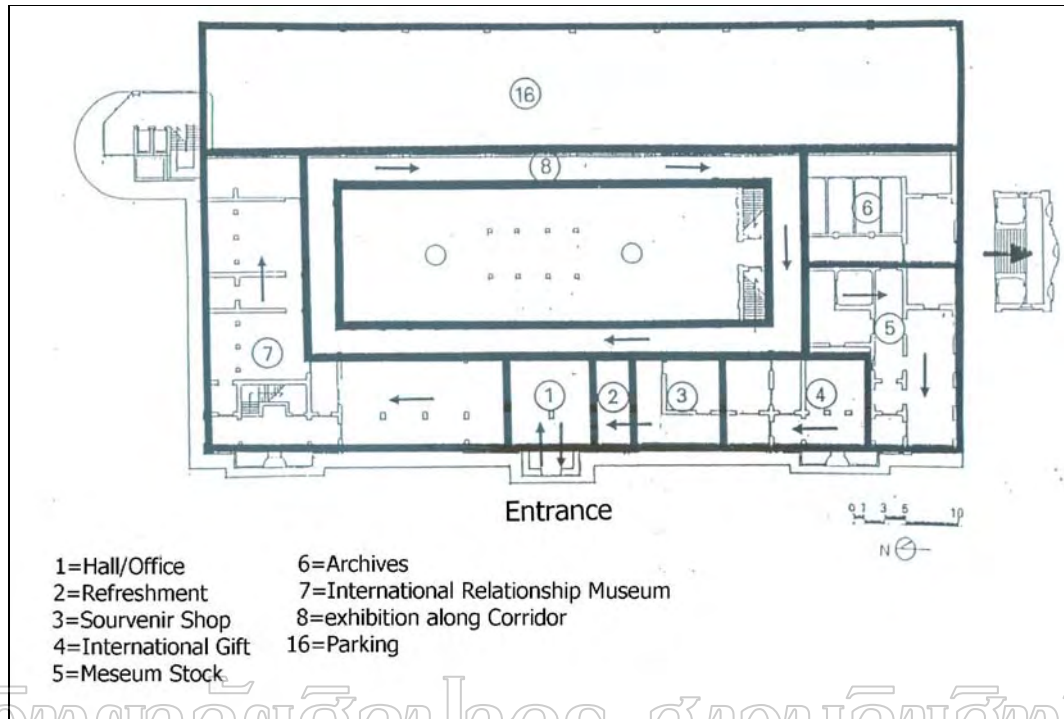 16
8
6
5
7
1
2
3
4
Entrance
0 1 3 5 10
N
1=Hall/Office
2=Refreshment
3=Sourvenir Shop
4=International Gift
5=Meseum Stock
6=Archives
7=International Relationship Museum
8=exhibition along Corridor
16=Parking